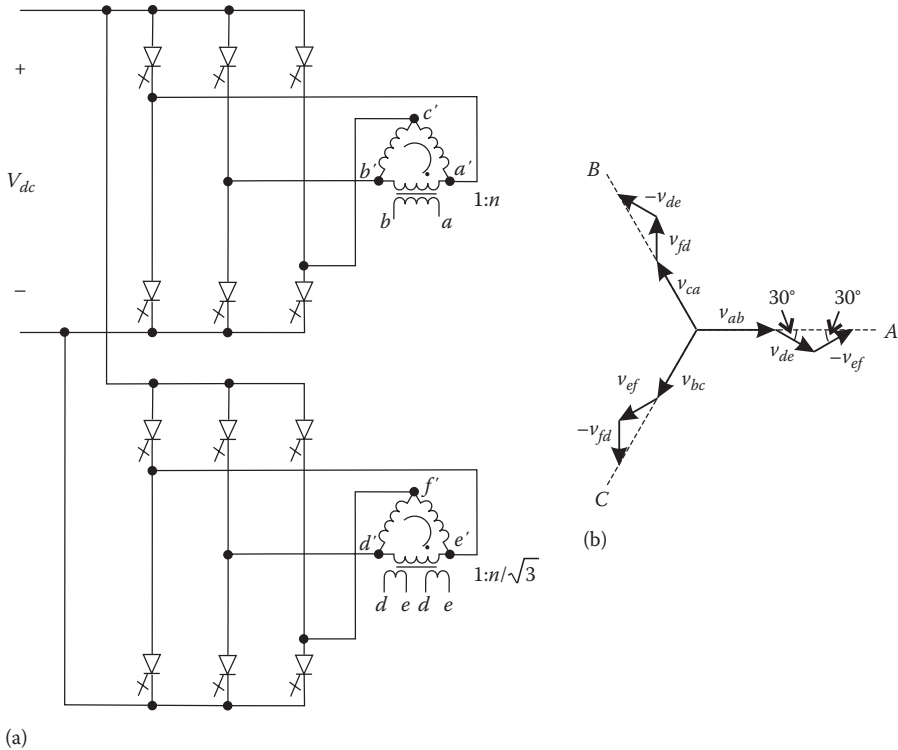 +
V_dc
−
c′
b′
a′
1:n
b
a
f′
d′
e′
1:n/√3
d e d e
(a)
B
−v_de
v_fd
v_ca
30°
30°
v_ab
A
v_de
−v_ef
v_ef
v_bc
−v_fd
C
(b)